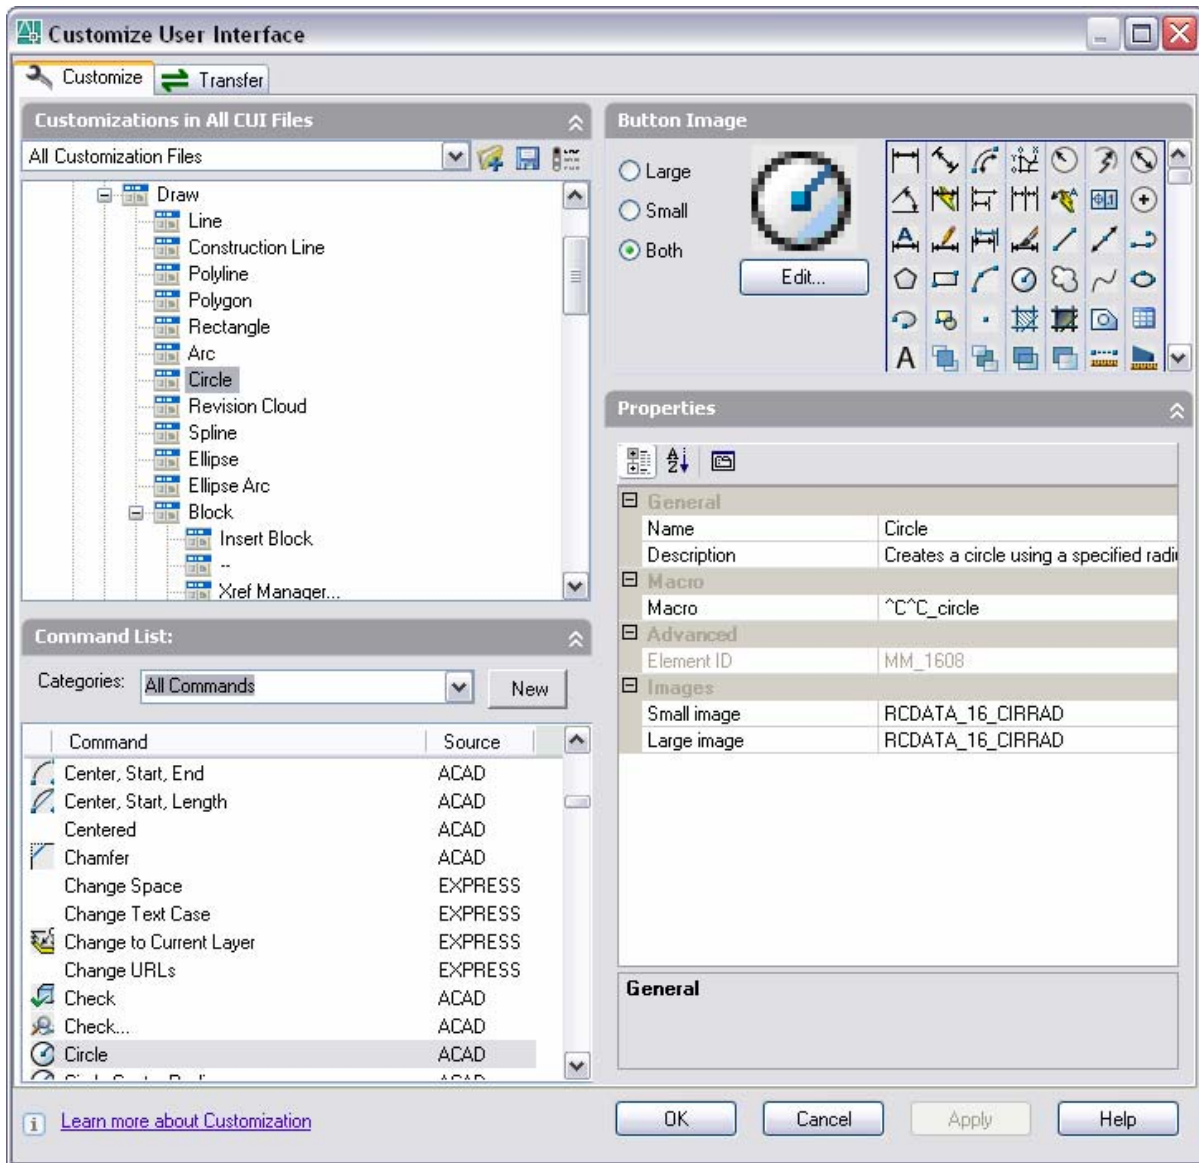 Customize User Interface
Customize
Transfer
Customizations in All CUI Files
All Customization Files
Draw
Line
Construction Line
Polyline
Polygon
Rectangle
Arc
Circle
Revision Cloud
Spline
Ellipse
Ellipse Arc
Block
Insert Block
--
Xref Manager...
Command List:
Categories:
All Commands
New
Command Source
Center, Start, End ACAD
Center, Start, Length ACAD
Centered ACAD
Chamfer ACAD
Change Space EXPRESS
Change Text Case EXPRESS
Change to Current Layer EXPRESS
Change URLs EXPRESS
Check ACAD
Check... ACAD
Circle ACAD
Button Image
Large
Small
Both
Edit...
Properties
General
Name Circle
Description Creates a circle using a specified radiu
Macro
Macro ^C^C_circle
Advanced
Element ID MM_1608
Images
Small image RCDATA_16_CIRRAD
Large image RCDATA_16_CIRRAD
General
Learn more about Customization
OK
Cancel
Apply
Help